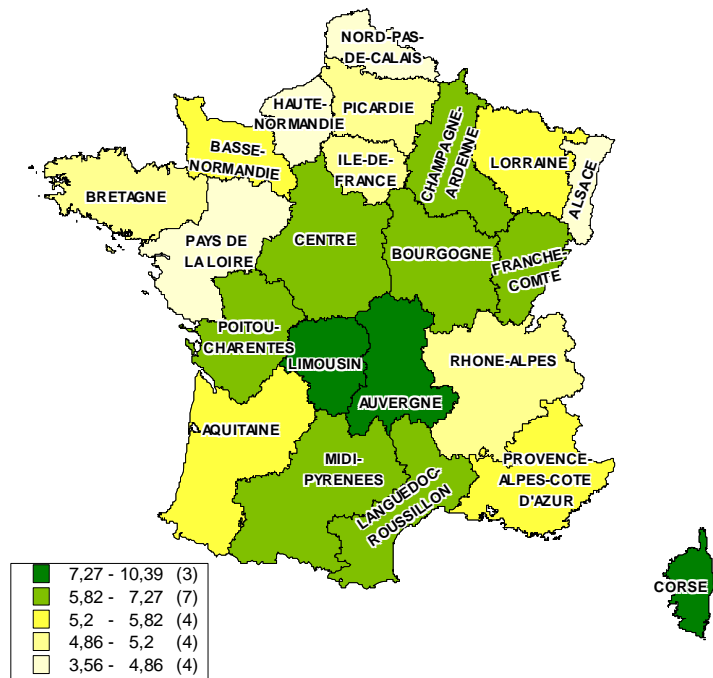 NORD-PAS-
DE-CALAIS
HAUTE-
NORMANDIE
PICARDIE
CHAMPAGNE-
ARDENNE
BASSE-
NORMANDIE
ILE-DE-
FRANCE
LORRAINE
ALSACE
BRETAGNE
PAYS DE
LA LOIRE
CENTRE
BOURGOGNE
FRANCHE-
COMTE
POITOU-
CHARENTES
LIMOUSIN
AUVERGNE
RHONE-ALPES
AQUITAINE
MIDI-
PYRENEES
LANGUEDOC-
ROUSSILLON
PROVENCE-
ALPES-COTE
D'AZUR
CORSE
7,27 - 10,39 (3)
5,82 - 7,27 (7)
5,2 - 5,82 (4)
4,86 - 5,2 (4)
3,56 - 4,86 (4)